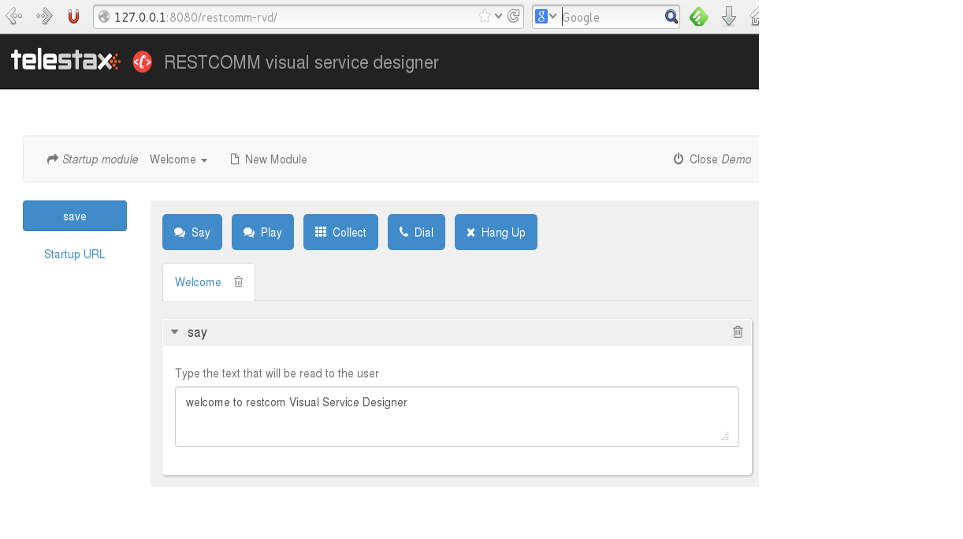 127.0.0.1:8080/restcomm-rvd/ Google
telestax RESTCOMM visual service designer
Startup module Welcome New Module Close Demo
save
Startup URL
Say Play Collect Dial Hang Up
Welcome
say
Type the text that will be read to the user
welcome to restcom Visual Service Designer